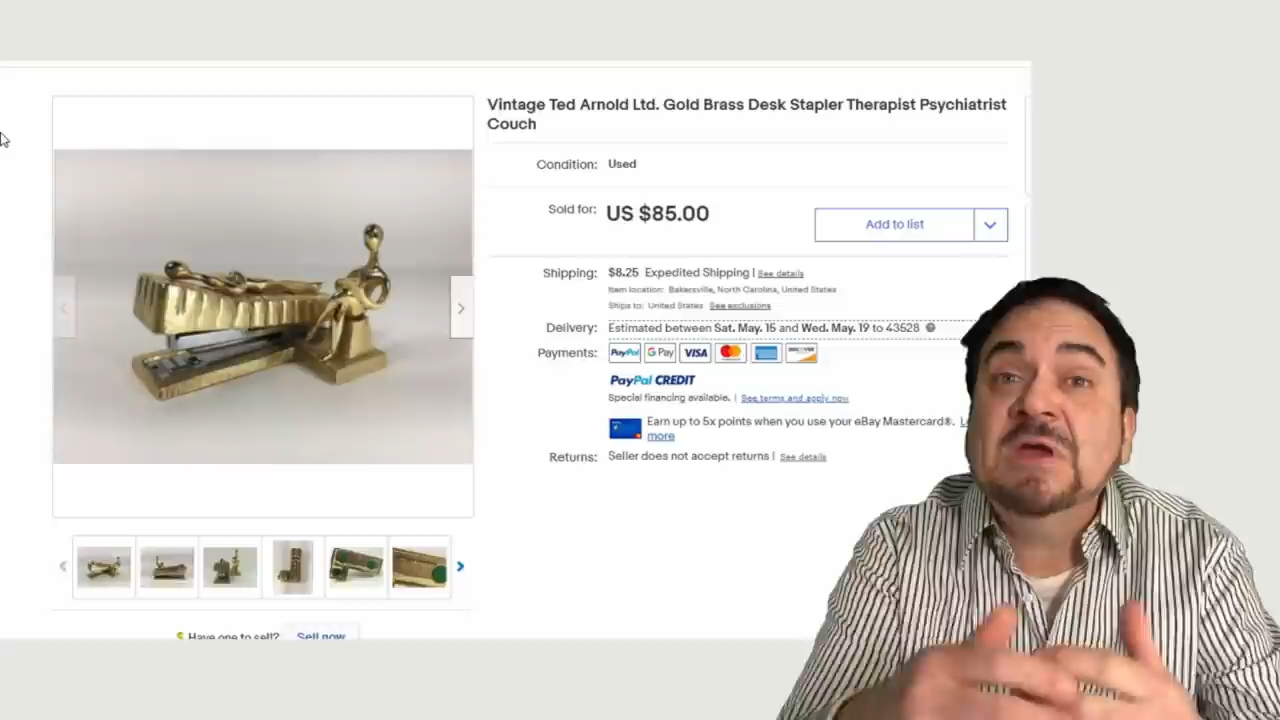 Vintage Ted Arnold Ltd. Gold Brass Desk Stapler Therapist Psychiatrist
Couch
Condition: Used
Sold for: US $85.00
Add to list
Shipping: $8.25 Expedited Shipping | See details
Item location: Bakersville, North Carolina, United States
Ships to: United States See exclusions
Delivery: Estimated between Sat. May. 15 and Wed. May. 19 to 43528
Payments: PayPal G Pay VISA
PayPal CREDIT
Special financing available. | See terms and apply now
Earn up to 5x points when you use your eBay Mastercard®.
more
Returns: Seller does not accept returns | See details
$ Have one to sell? Sell now